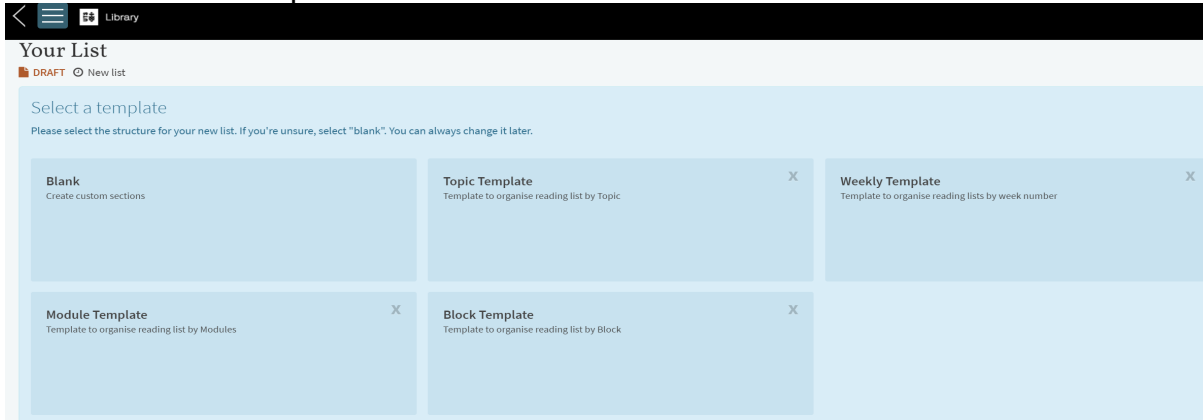 Library
Your List
DRAFT New list
Select a template
Please select the structure for your new list. If you're unsure, select "blank". You can always change it later.
Blank
Create custom sections
Topic Template
X
Template to organise reading list by Topic
Weekly Template
X
Template to organise reading lists by week number
Module Template
X
Template to organise reading list by Modules
Block Template
X
Template to organise reading list by Block